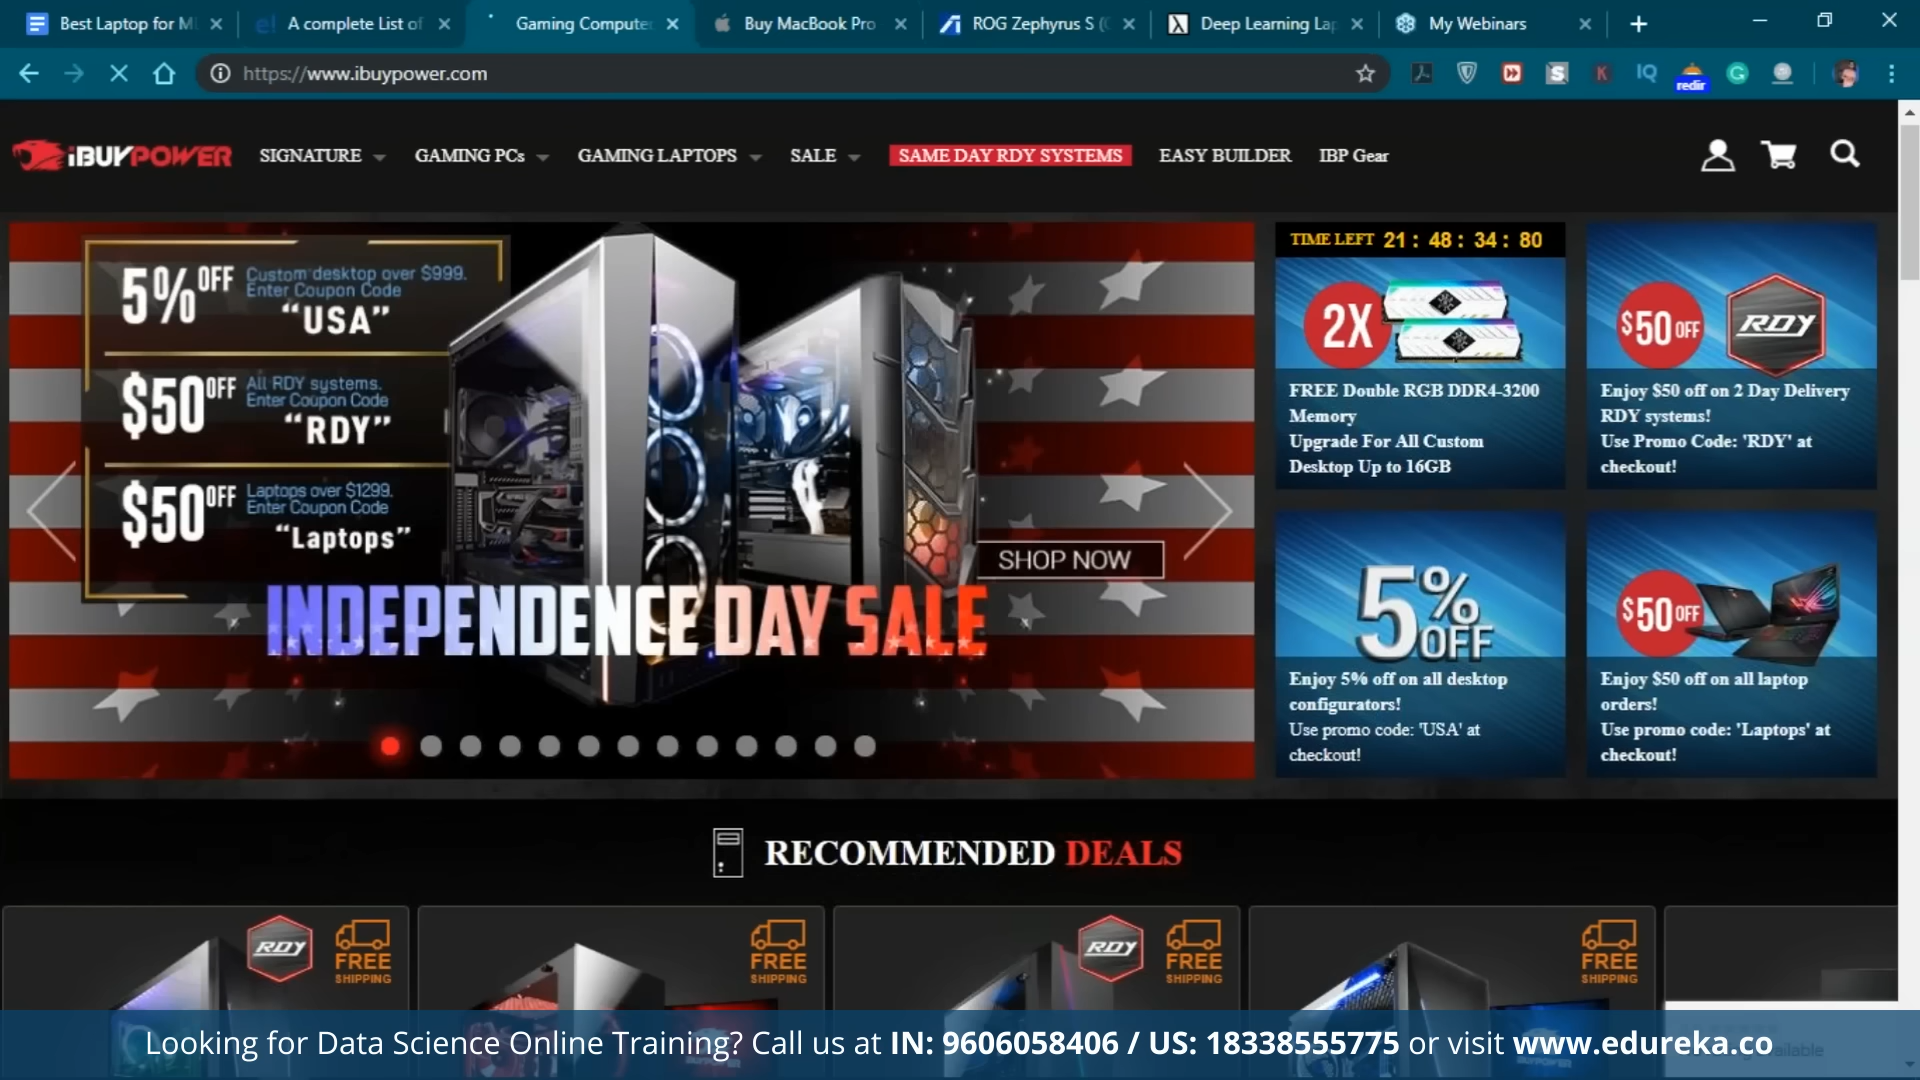 Best Laptop for M
A complete List of
Gaming Compute
Buy MacBook Pro
ROG Zephyrus S (
Deep Learning Lap
My Webinars
https://www.ibuypower.com
IQ
redir
iBUYPOWER
SIGNATURE
GAMING PCs
GAMING LAPTOPS
SALE
SAME DAY RDY SYSTEMS
EASY BUILDER
IBP Gear
5% OFF
Custom desktop over $999.
Enter Coupon Code
"USA"
$50 OFF
All RDY systems.
Enter Coupon Code
"RDY"
$50 OFF
Laptops over $1299.
Enter Coupon Code
"Laptops"
SHOP NOW
INDEPENDENCE DAY SALE
TIME LEFT 21 : 48 : 34 : 80
2X
FREE Double RGB DDR4-3200
Memory
Upgrade For All Custom
Desktop Up to 16GB
$50 OFF
RDY
Enjoy $50 off on 2 Day Delivery
RDY systems!
Use Promo Code: 'RDY' at
checkout!
5%
OFF
Enjoy 5% off on all desktop
configurators!
Use promo code: 'USA' at
checkout!
$50 OFF
Enjoy $50 off on all laptop
orders!
Use promo code: 'Laptops' at
checkout!
RECOMMENDED DEALS
RDY
FREE
SHIPPING
FREE
SHIPPING
RDY
FREE
SHIPPING
FREE
SHIPPING
Looking for Data Science Online Training? Call us at IN: 9606058406 / US: 18338555775 or visit www.edureka.co